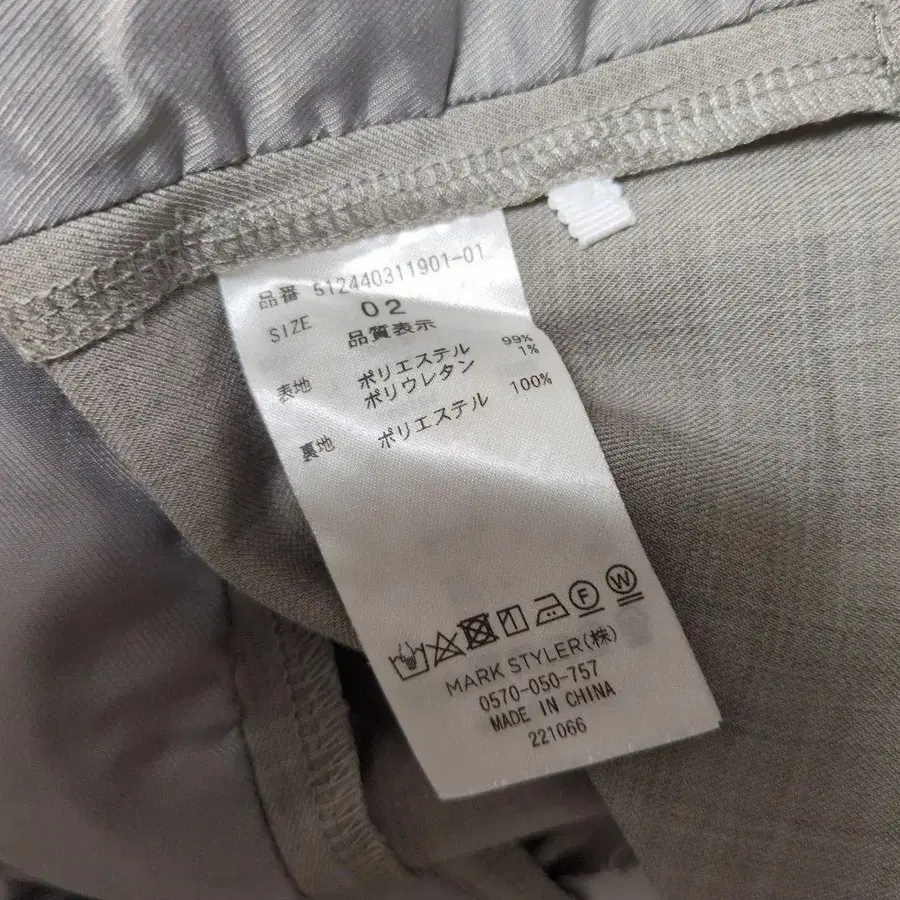 品番 512440311901-01
SIZE 02
品質表示
表地 ポリエステル 99%
ポリウレタン 1%
裏地 ポリエステル 100%
F W
MARK STYLER(株)
0570-050-757
MADE IN CHINA
221066